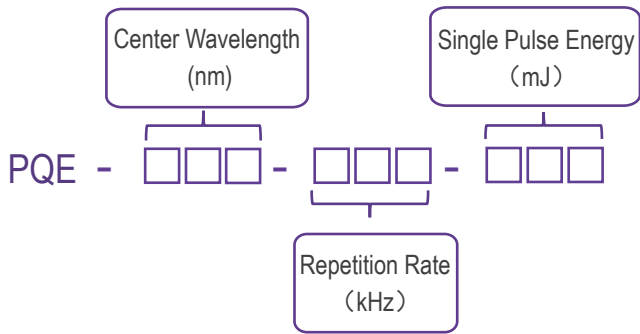 Center Wavelength
(nm)
Single Pulse Energy
（mJ）
PQE - □□□ - □□□ - □□□
Repetition Rate
（kHz）